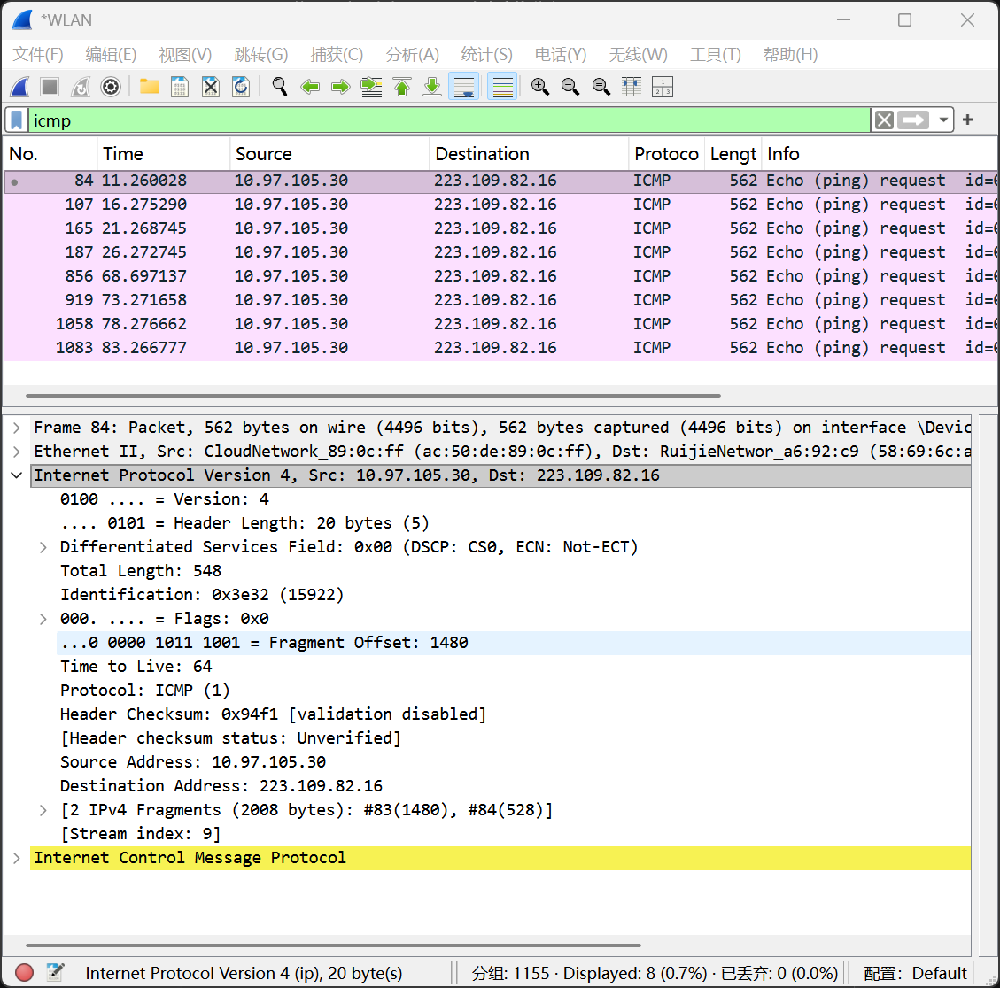 *WLAN
文件(F) 编辑(E) 视图(V) 跳转(G) 捕获(C) 分析(A) 统计(S) 电话(Y) 无线(W) 工具(T) 帮助(H)
icmp
No. Time Source Destination Protoco Lengt Info
84 11.260028 10.97.105.30 223.109.82.16 ICMP 562 Echo (ping) request id=
107 16.275290 10.97.105.30 223.109.82.16 ICMP 562 Echo (ping) request id=
165 21.268745 10.97.105.30 223.109.82.16 ICMP 562 Echo (ping) request id=
187 26.272745 10.97.105.30 223.109.82.16 ICMP 562 Echo (ping) request id=
856 68.697137 10.97.105.30 223.109.82.16 ICMP 562 Echo (ping) request id=
919 73.271658 10.97.105.30 223.109.82.16 ICMP 562 Echo (ping) request id=
1058 78.276662 10.97.105.30 223.109.82.16 ICMP 562 Echo (ping) request id=
1083 83.266777 10.97.105.30 223.109.82.16 ICMP 562 Echo (ping) request id=
Frame 84: Packet, 562 bytes on wire (4496 bits), 562 bytes captured (4496 bits) on interface \Devic
Ethernet II, Src: CloudNetwork_89:0c:ff (ac:50:de:89:0c:ff), Dst: RuijieNetwor_a6:92:c9 (58:69:6c:a
Internet Protocol Version 4, Src: 10.97.105.30, Dst: 223.109.82.16
0100 .... = Version: 4
.... 0101 = Header Length: 20 bytes (5)
Differentiated Services Field: 0x00 (DSCP: CS0, ECN: Not-ECT)
Total Length: 548
Identification: 0x3e32 (15922)
000. .... = Flags: 0x0
...0 0000 1011 1001 = Fragment Offset: 1480
Time to Live: 64
Protocol: ICMP (1)
Header Checksum: 0x94f1 [validation disabled]
[Header checksum status: Unverified]
Source Address: 10.97.105.30
Destination Address: 223.109.82.16
[2 IPv4 Fragments (2008 bytes): #83(1480), #84(528)]
[Stream index: 9]
Internet Control Message Protocol
Internet Protocol Version 4 (ip), 20 byte(s) 分组: 1155 · Displayed: 8 (0.7%) · 已丢弃: 0 (0.0%) 配置: Default